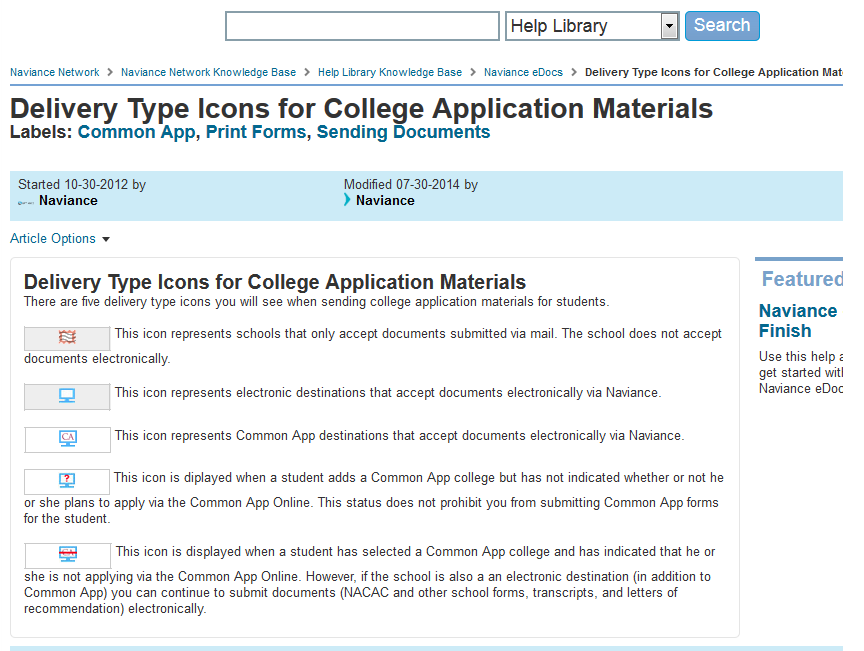 Help Library
Search
Naviance Network > Naviance Network Knowledge Base > Help Library Knowledge Base > Naviance eDocs > Delivery Type Icons for College Application Mat
Delivery Type Icons for College Application Materials
Labels: Common App, Print Forms, Sending Documents
Started 10-30-2012 by
Modified 07-30-2014 by
Naviance
Naviance
Article Options
Delivery Type Icons for College Application Materials
There are five delivery type icons you will see when sending college application materials for students.
This icon represents schools that only accept documents submitted via mail. The school does not accept
documents electronically.
This icon represents electronic destinations that accept documents electronically via Naviance.
CA This icon represents Common App destinations that accept documents electronically via Naviance.
? This icon is diplayed when a student adds a Common App college but has not indicated whether or not he
or she plans to apply via the Common App Online. This status does not prohibit you from submitting Common App forms
for the student.
CA This icon is displayed when a student has selected a Common App college and has indicated that he or
she is not applying via the Common App Online. However, if the school is also a an electronic destination (in addition to
Common App) you can continue to submit documents (NACAC and other school forms, transcripts, and letters of
recommendation) electronically.
Featured
Naviance
Finish
Use this help a
get started with
Naviance eDoc